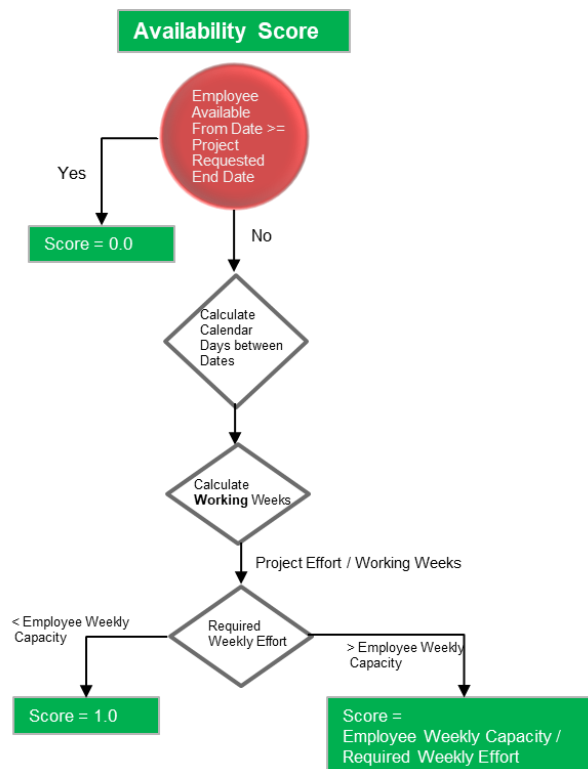 Availability Score
Employee
Available
From Date >=
Project
Requested
End Date
Yes
No
Score = 0.0
Calculate
Calendar
Days between
Dates
Calculate
Working Weeks
Project Effort / Working Weeks
< Employee Weekly
Capacity
Required
Weekly Effort
> Employee Weekly
Capacity
Score = 1.0
Score =
Employee Weekly Capacity /
Required Weekly Effort